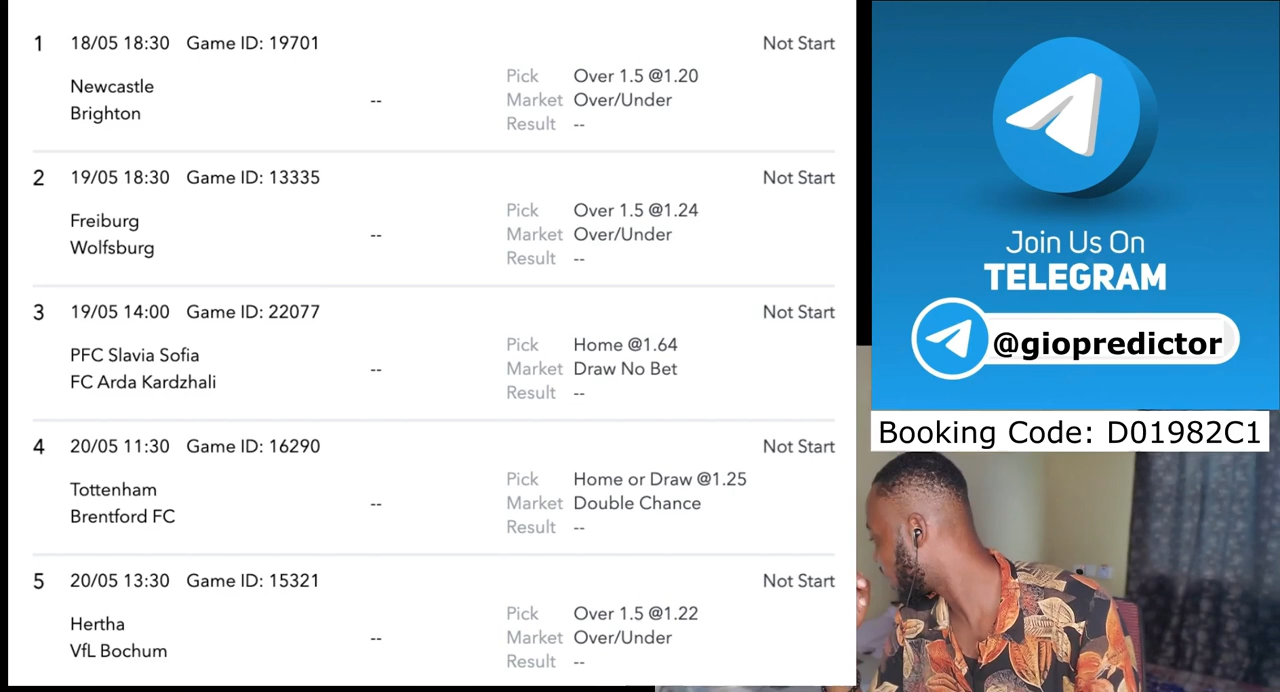 1 18/05 18:30 Game ID: 19701 Not Start
Newcastle
Brighton
--
Pick Over 1.5 @1.20
Market Over/Under
Result --
2 19/05 18:30 Game ID: 13335 Not Start
Freiburg
Wolfsburg
--
Pick Over 1.5 @1.24
Market Over/Under
Result --
3 19/05 14:00 Game ID: 22077 Not Start
PFC Slavia Sofia
FC Arda Kardzhali
--
Pick Home @1.64
Market Draw No Bet
Result --
4 20/05 11:30 Game ID: 16290 Not Start
Tottenham
Brentford FC
--
Pick Home or Draw @1.25
Market Double Chance
Result --
5 20/05 13:30 Game ID: 15321 Not Start
Hertha
VfL Bochum
--
Pick Over 1.5 @1.22
Market Over/Under
Result --
Join Us On
TELEGRAM
@giopredictor
Booking Code: D01982C1